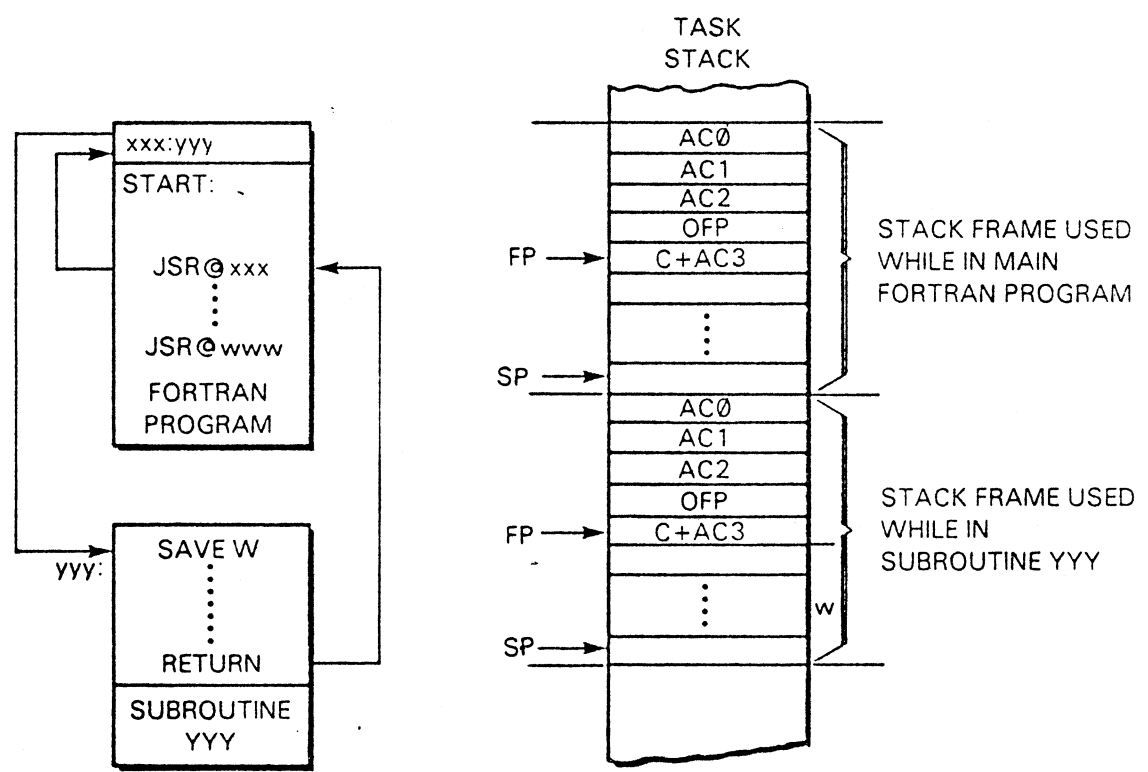 xxx:yyy
START:
JSR@xxx
JSR@www
FORTRAN
PROGRAM
yyy:
SAVE W
RETURN
SUBROUTINE
YYY
TASK
STACK
AC0
AC1
AC2
OFP
FP
C+AC3
SP
STACK FRAME USED
WHILE IN MAIN
FORTRAN PROGRAM
AC0
AC1
AC2
OFP
FP
C+AC3
w
SP
STACK FRAME USED
WHILE IN
SUBROUTINE YYY